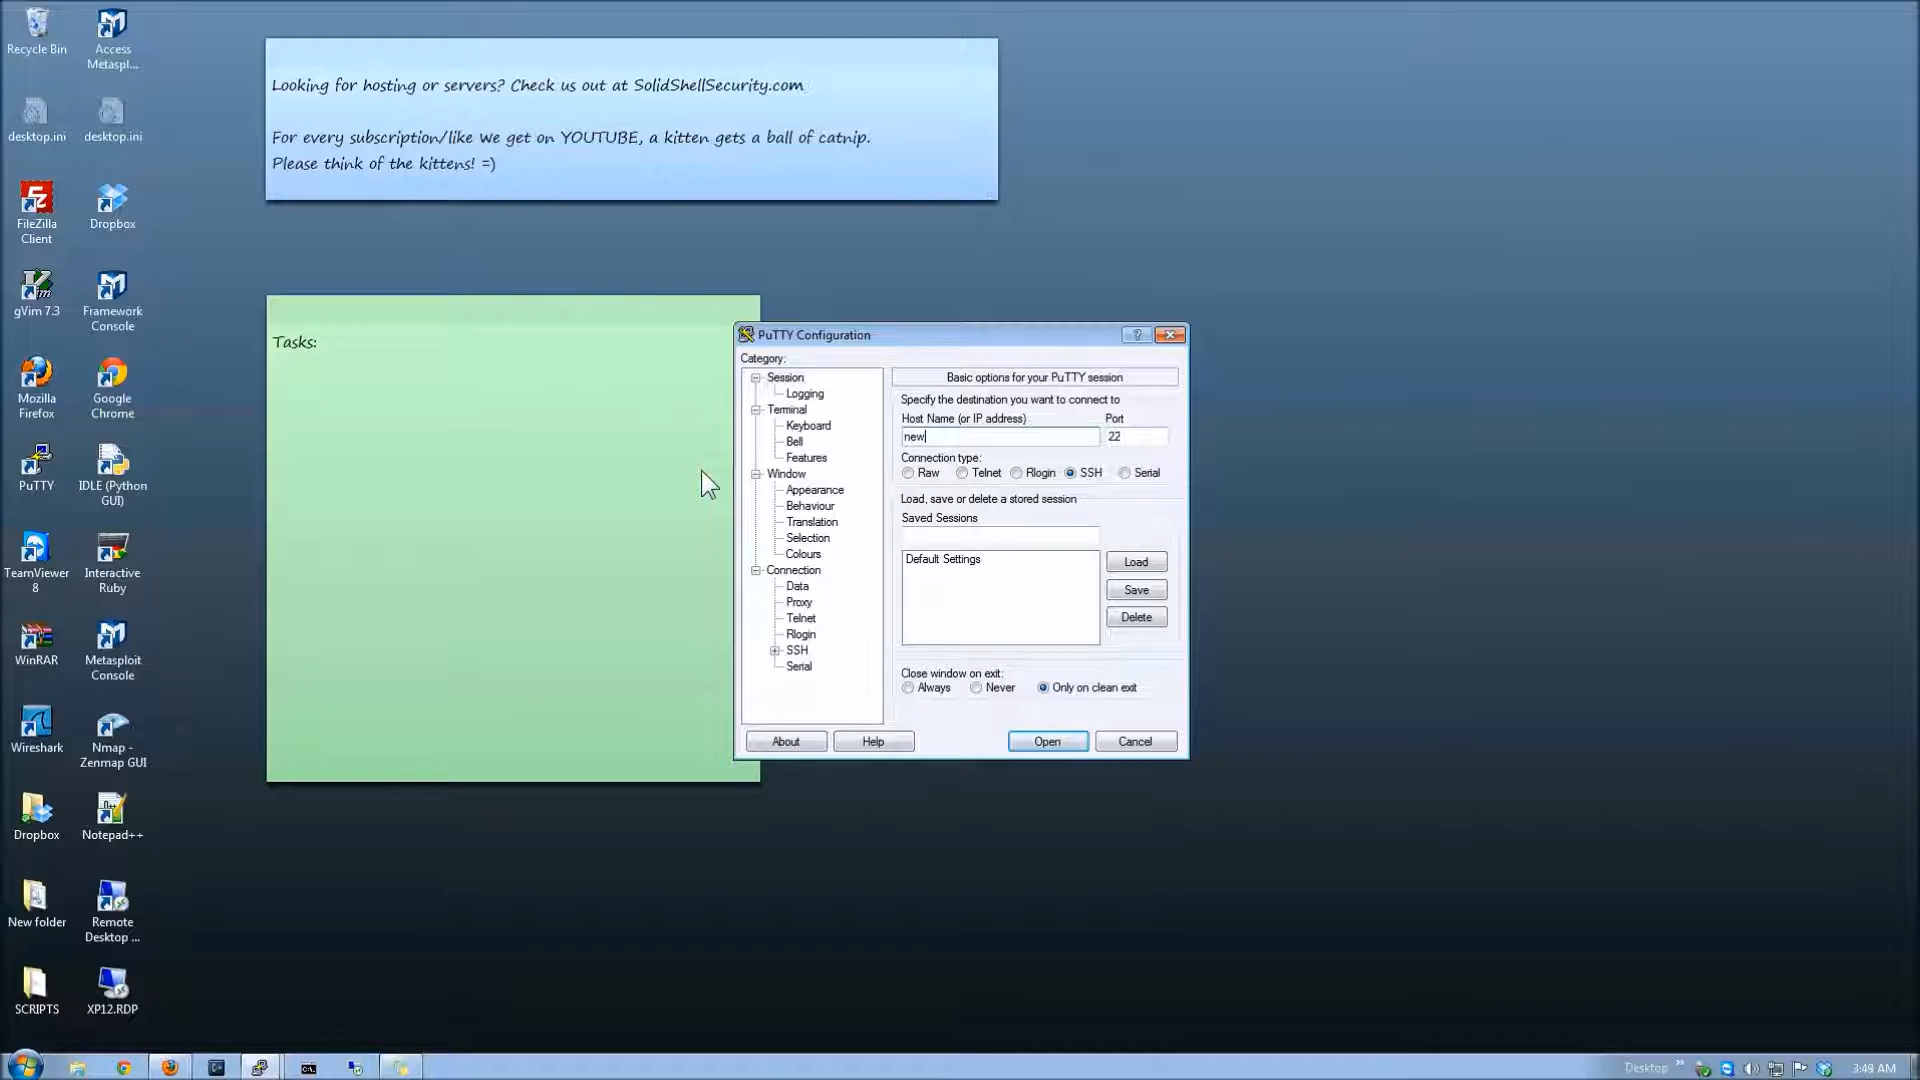 Recycle Bin
Access
Metaspl...
desktop.ini
desktop.ini
FileZilla
Client
Dropbox
gVim 7.3
Framework
Console
Mozilla
Firefox
Google
Chrome
PuTTY
IDLE (Python
GUI)
TeamViewer
8
Interactive
Ruby
WinRAR
Metasploit
Console
Wireshark
Nmap -
Zenmap GUI
Dropbox
Notepad++
New folder
Remote
Desktop ...
SCRIPTS
XP12.RDP
Looking for hosting or servers? Check us out at SolidShellSecurity.com
For every subscription/like we get on YOUTUBE, a kitten gets a ball of catnip.
Please think of the kittens! =)
Tasks:
PuTTY Configuration
?
Category:
Session
Logging
Terminal
Keyboard
Bell
Features
Window
Appearance
Behaviour
Translation
Selection
Colours
Connection
Data
Proxy
Telnet
Rlogin
SSH
Serial
Basic options for your PuTTY session
Specify the destination you want to connect to
Host Name (or IP address) Port
new 22
Connection type:
Raw Telnet Rlogin SSH Serial
Load, save or delete a stored session
Saved Sessions
Default Settings
Load
Save
Delete
Close window on exit:
Always Never Only on clean exit
About Help Open Cancel
Desktop » 3:49 AM